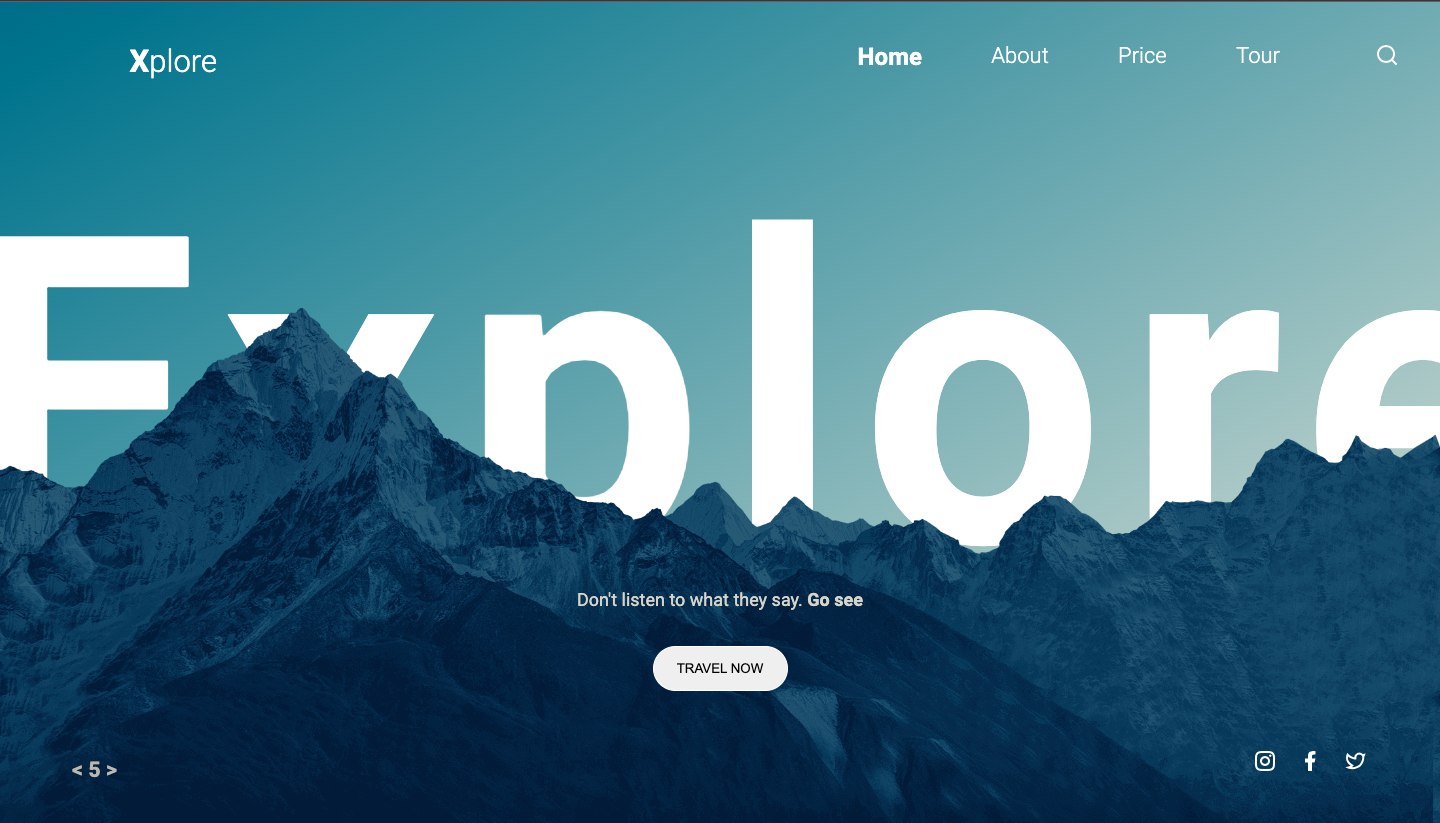 Xplore
Home About Price Tour
Explore
Don't listen to what they say. Go see
TRAVEL NOW
< 5 >